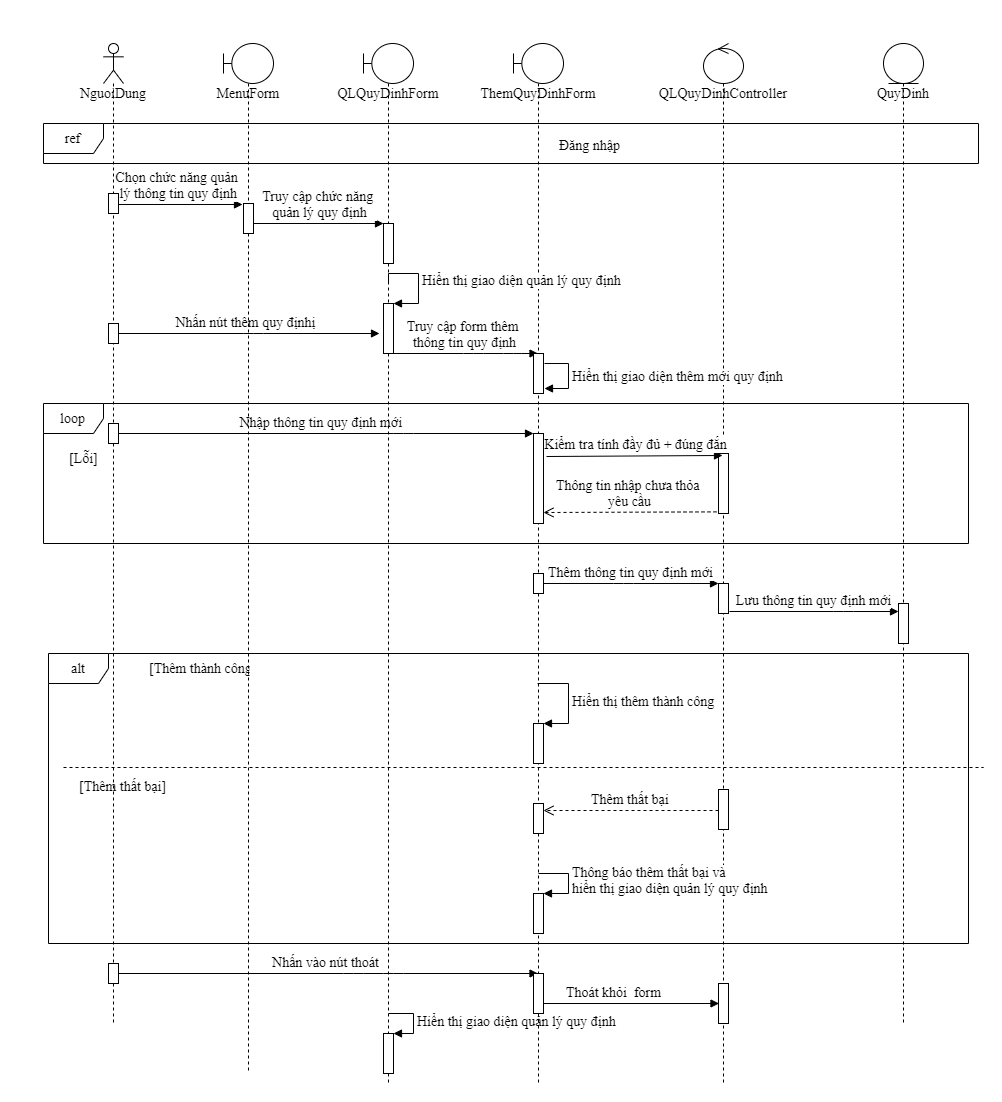 NguoiDung
MenuForm
QLQuyDinhForm
ThemQuyDinhForm
QLQuyDinhController
QuyDinh
ref
Đăng nhập
Chọn chức năng quản
lý thông tin quy định
Truy cập chức năng
quản lý quy định
Hiển thị giao diện quản lý quy định
Nhấn nút thêm quy địnhị
Truy cập form thêm
thông tin quy định
Hiển thị giao diện thêm mới quy định
loop
Nhập thông tin quy định mới
[Lỗi]
Kiểm tra tính đầy đủ + đúng đắn
Thông tin nhập chưa thỏa
yêu cầu
Thêm thông tin quy định mới
Lưu thông tin quy định mới
alt
[Thêm thành công
Hiển thị thêm thành công
[Thêm thất bại]
Thêm thất bại
Thông báo thêm thất bại và
hiển thị giao diện quản lý quy định
Nhấn vào nút thoát
Thoát khỏi form
Hiển thị giao diện quản lý quy định